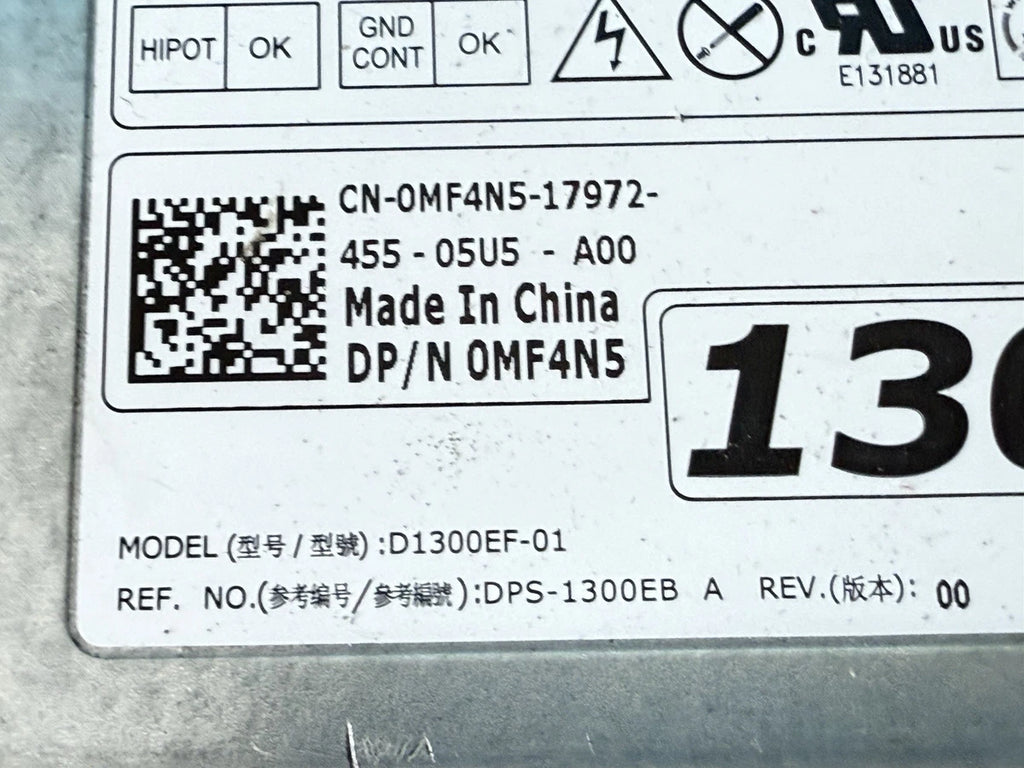 HIPOT OK GND CONT OK C US
E131881
CN-0MF4N5-17972-
455 - 05U5 - A00
Made In China
DP/N 0MF4N5
MODEL (型号 / 型號) :D1300EF-01
REF. NO.(参考编号/參考編號):DPS-1300EB A REV.(版本): 00